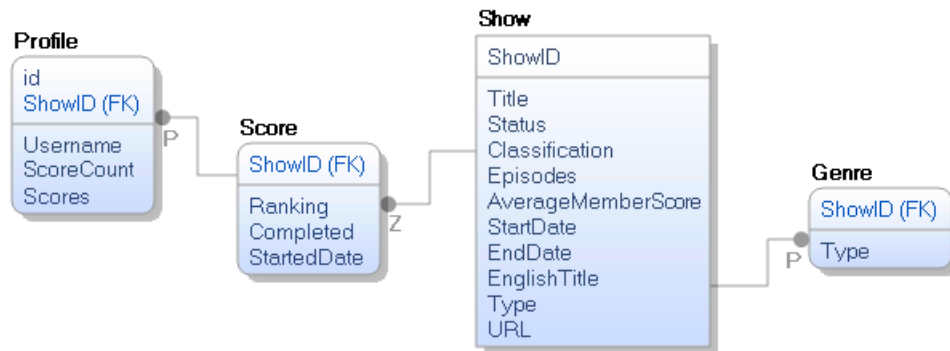 Profile
id
ShowID (FK)
Username
ScoreCount
Scores
P
Score
ShowID (FK)
Ranking
Completed
StartedDate
Z
Show
ShowID
Title
Status
Classification
Episodes
AverageMemberScore
StartDate
EndDate
EnglishTitle
Type
URL
P
Genre
ShowID (FK)
Type